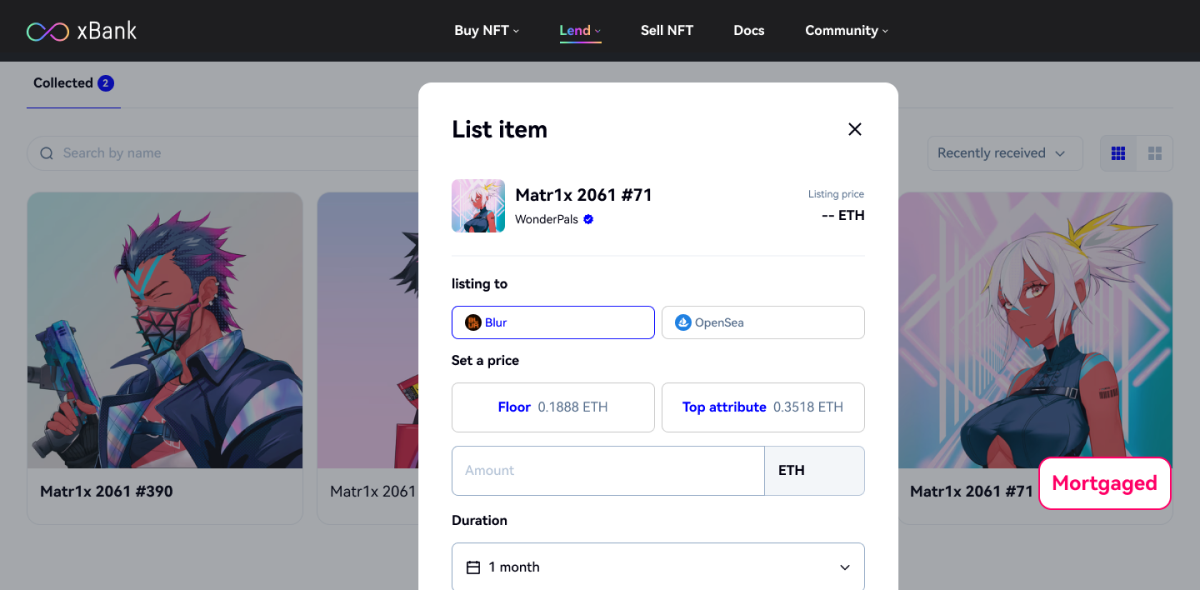 xBank
Buy NFT
Lend
Sell NFT
Docs
Community
Collected 2
Search by name
Recently received
List item
Matr1x 2061 #71
WonderPals
Listing price
-- ETH
listing to
Blur
OpenSea
Set a price
Floor 0.1888 ETH
Top attribute 0.3518 ETH
Amount
ETH
Duration
1 month
Matr1x 2061 #390
Matr1x 2061
Matr1x 2061 #71
Mortgaged